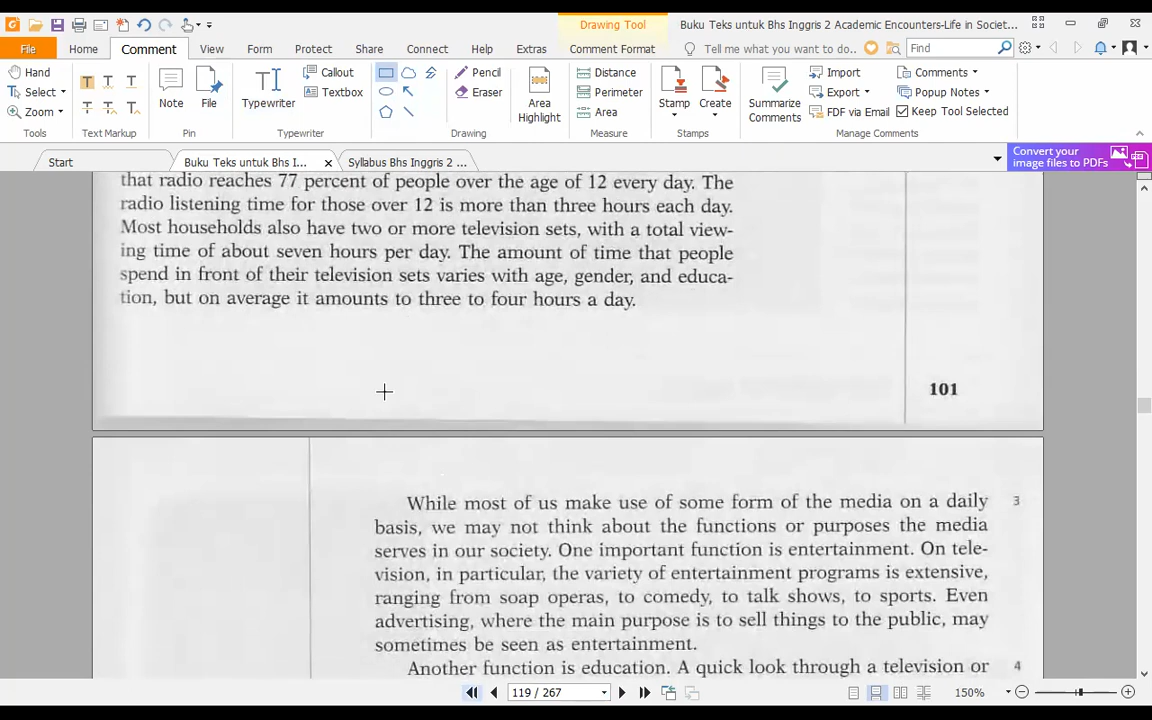 Drawing Tool
Buku Teks untuk Bhs Inggris 2 Academic Encounters-Life in Societ...
File
Home
Comment
View
Form
Protect
Share
Connect
Help
Extras
Comment Format
Tell me what you want to do..
Find
Hand
Select
Zoom
Tools
Text Markup
Note
File
Pin
Typewriter
Callout
Textbox
Typewriter
Pencil
Eraser
Drawing
Area
Highlight
Distance
Perimeter
Area
Measure
Stamp
Create
Stamps
Summarize
Comments
Import
Export
FDF via Email
Comments
Popup Notes
Keep Tool Selected
Manage Comments
Start
Buku Teks untuk Bhs I...
Syllabus Bhs Inggris 2 ...
Convert your
image files to PDFs
that radio reaches 77 percent of people over the age of 12 every day. The
radio listening time for those over 12 is more than three hours each day.
Most households also have two or more television sets, with a total view-
ing time of about seven hours per day. The amount of time that people
spend in front of their television sets varies with age, gender, and educa-
tion, but on average it amounts to three to four hours a day.
101
While most of us make use of some form of the media on a daily 3
basis, we may not think about the functions or purposes the media
serves in our society. One important function is entertainment. On tele-
vision, in particular, the variety of entertainment programs is extensive,
ranging from soap operas, to comedy, to talk shows, to sports. Even
advertising, where the main purpose is to sell things to the public, may
sometimes be seen as entertainment.
Another function is education. A quick look through a television or 4
119 / 267
150%